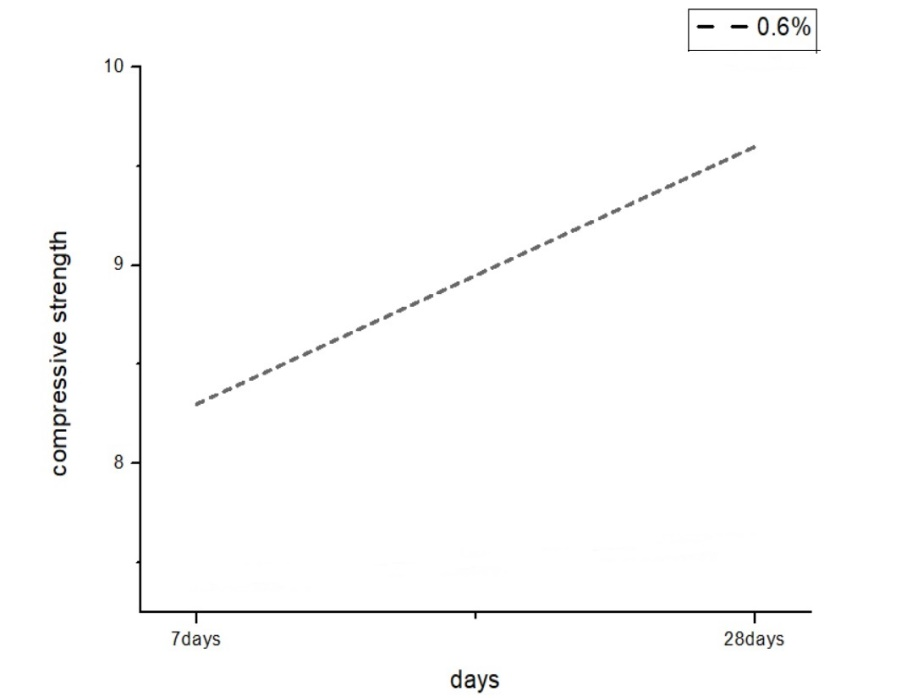 0.6%
10
9
8
compressive strength
7days
28days
days